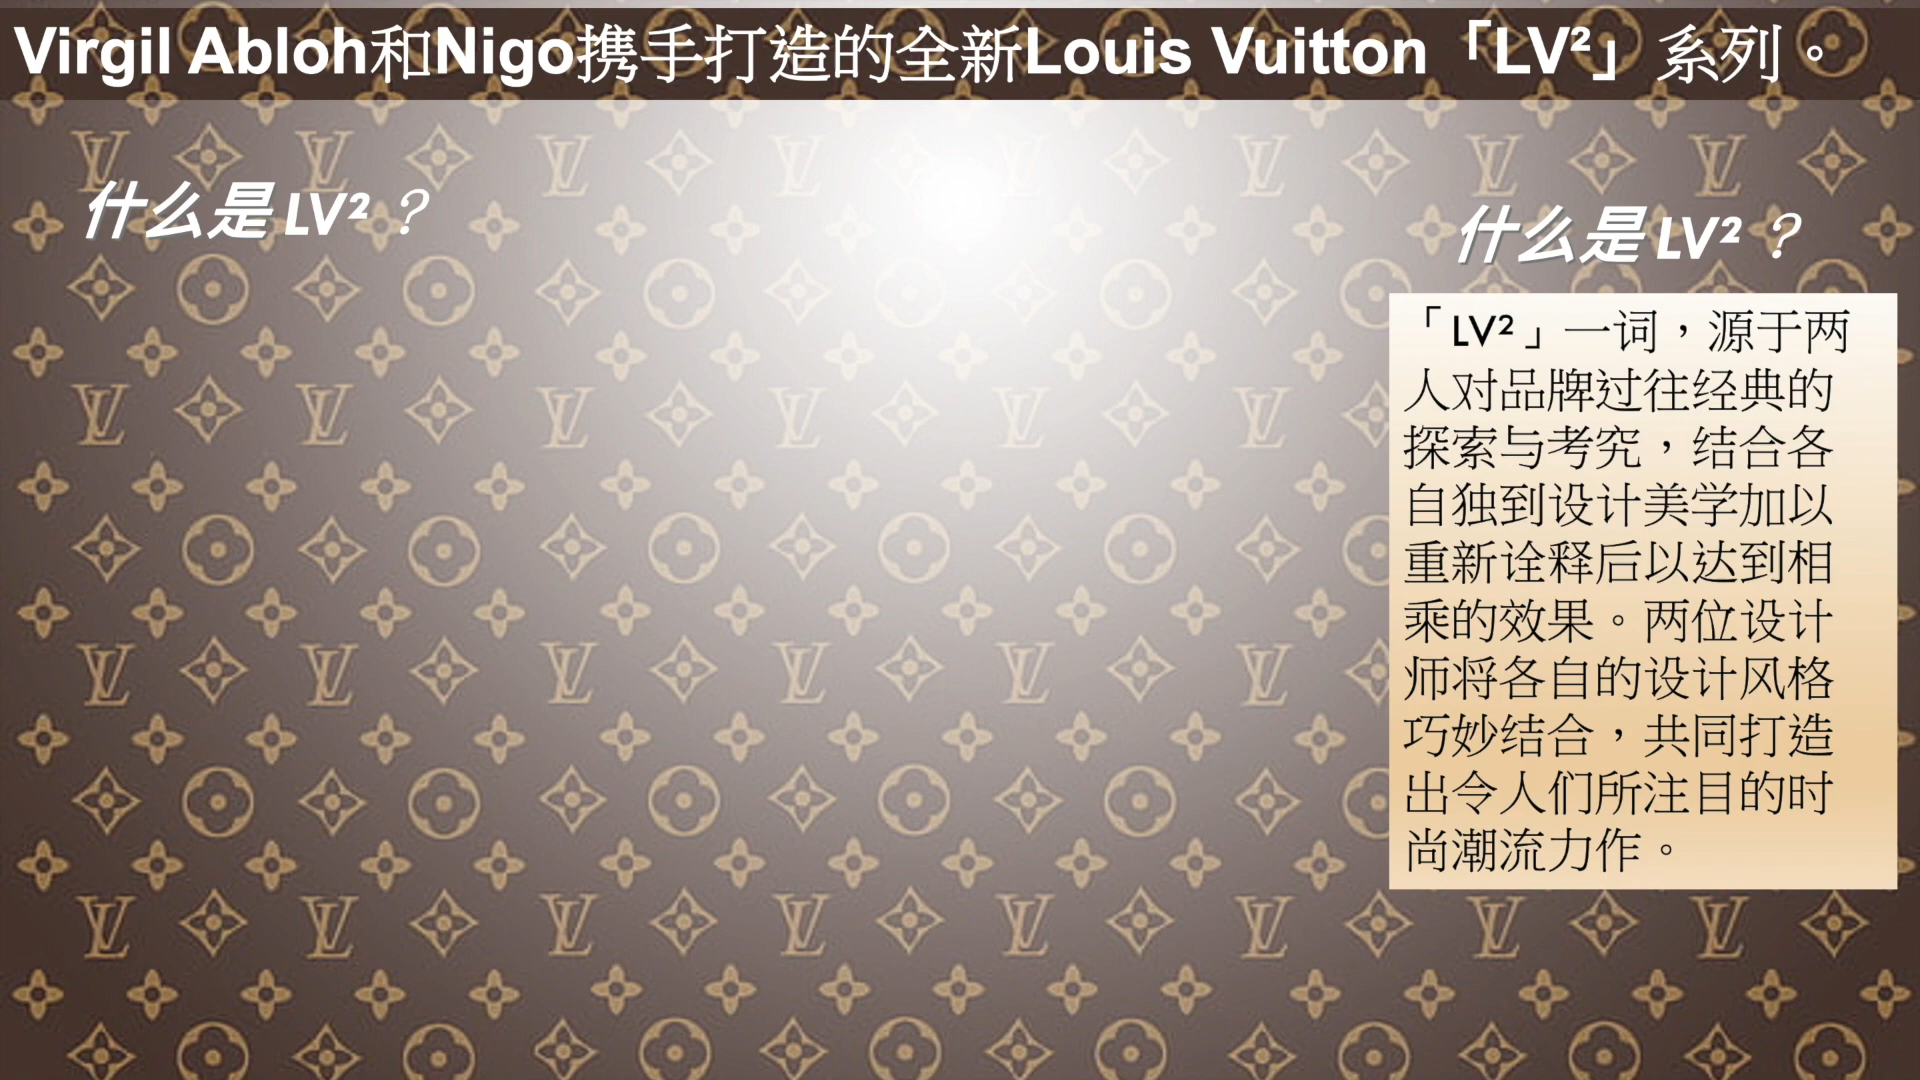 Virgil Abloh和Nigo携手打造的全新Louis Vuitton「LV²」系列。
什么是LV²？
什么是LV²？
「LV²」一词，源于两
人对品牌过往经典的
探索与考究，结合各
自独到设计美学加以
重新诠释后以达到相
乘的效果。两位设计
师将各自的设计风格
巧妙结合，共同打造
出令人们所注目的时
尚潮流力作。